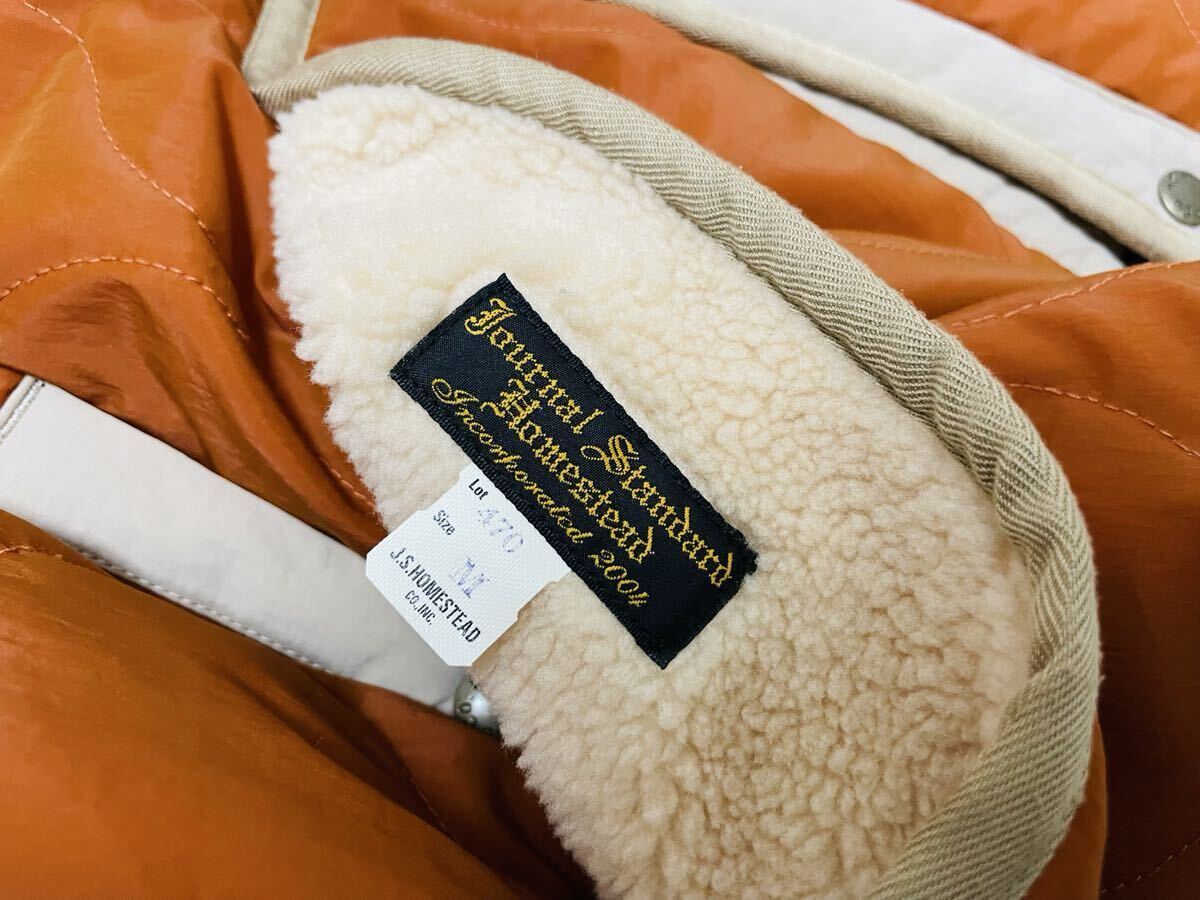 Journal Standard
Homestead
Incorporated 2004
Lot 470
Size M
J.S.HOMESTEAD
CO.,INC.